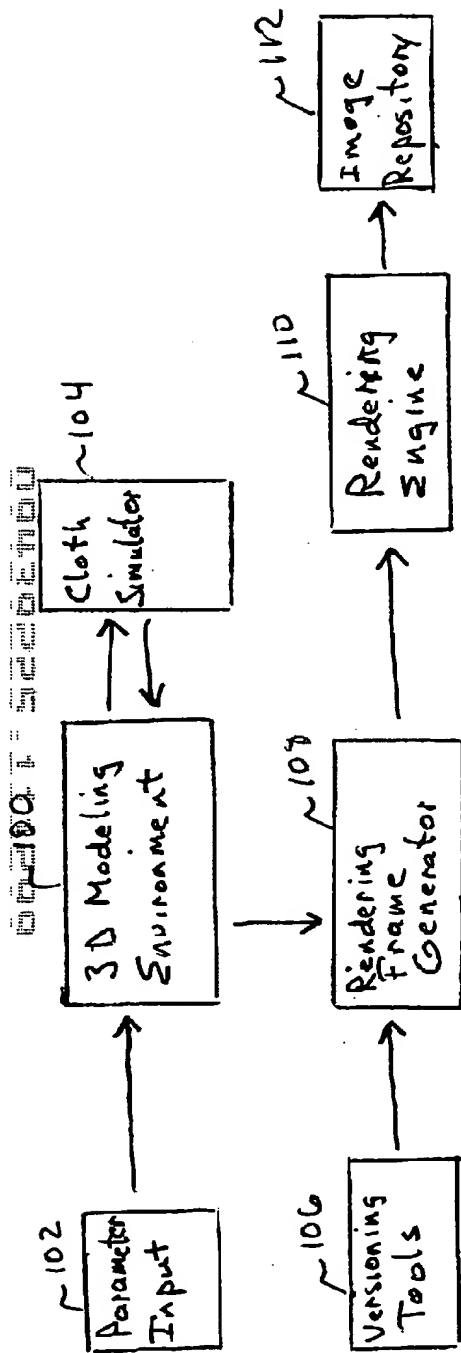 102
Parameter
Input
100
3D Modeling
Environment
104
Cloth
Simulator
106
Versioning
Tools
108
Rendering
Frame
Generator
110
Rendering
Engine
112
Image
Repository